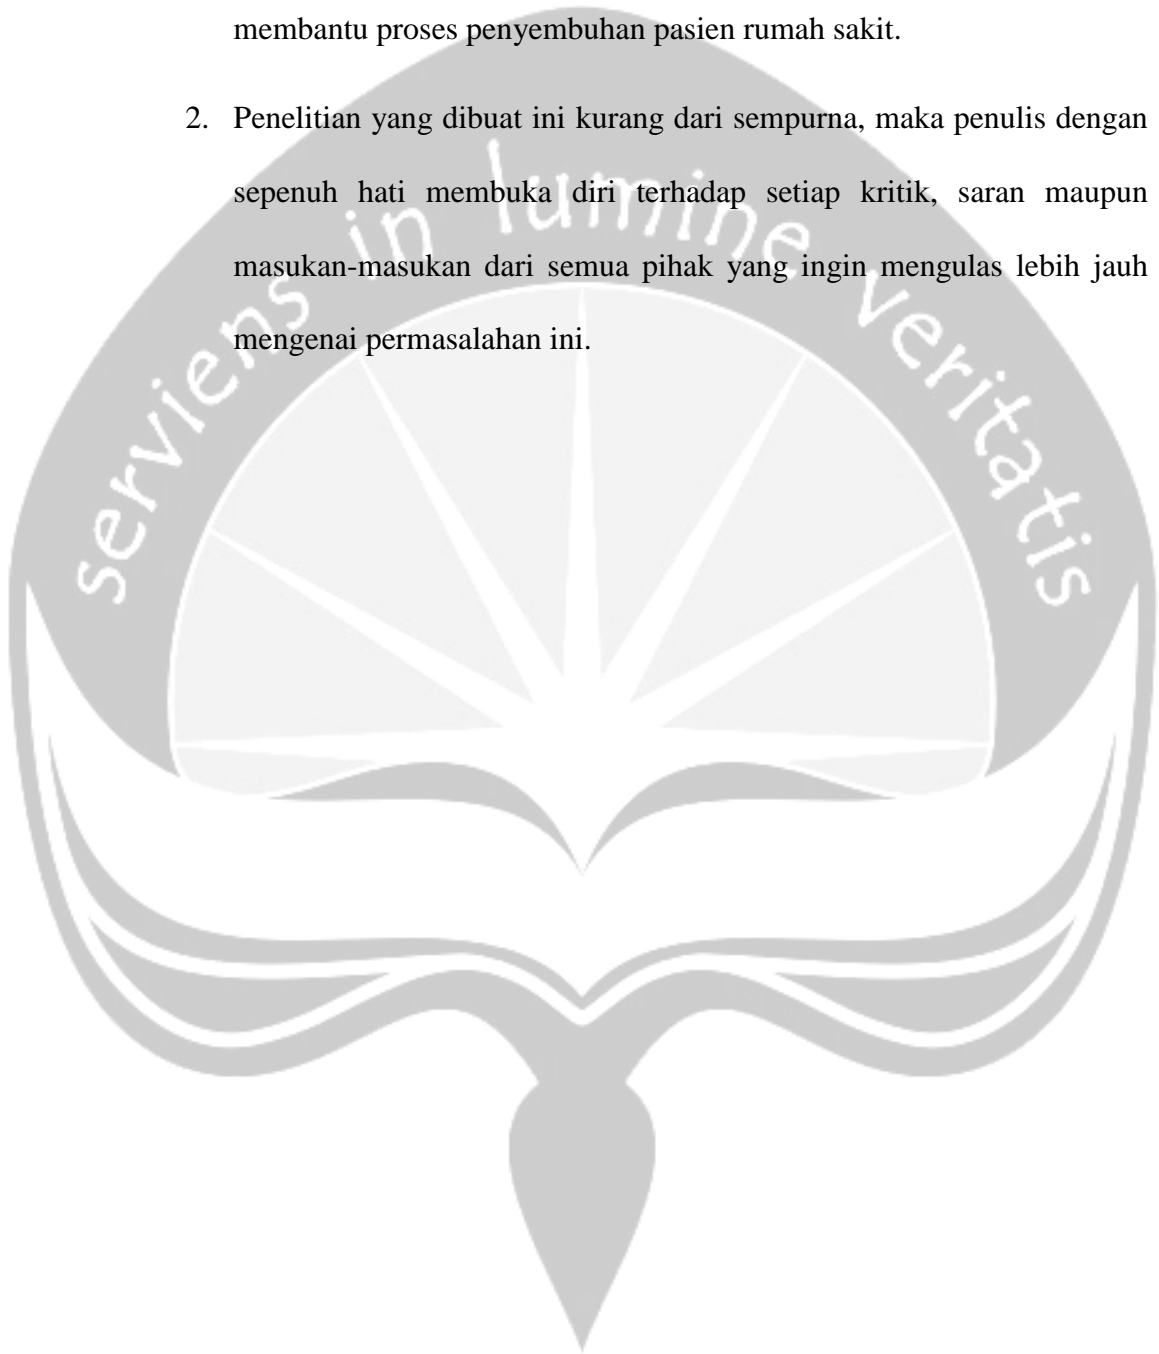 membantu proses penyembuhan pasien rumah sakit.
2. Penelitian yang dibuat ini kurang dari sempurna, maka penulis dengan
sepenuh hati membuka diri terhadap setiap kritik, saran maupun
masukan-masukan dari semua pihak yang ingin mengulas lebih jauh
mengenai permasalahan ini.
serviens in lumine veritatis